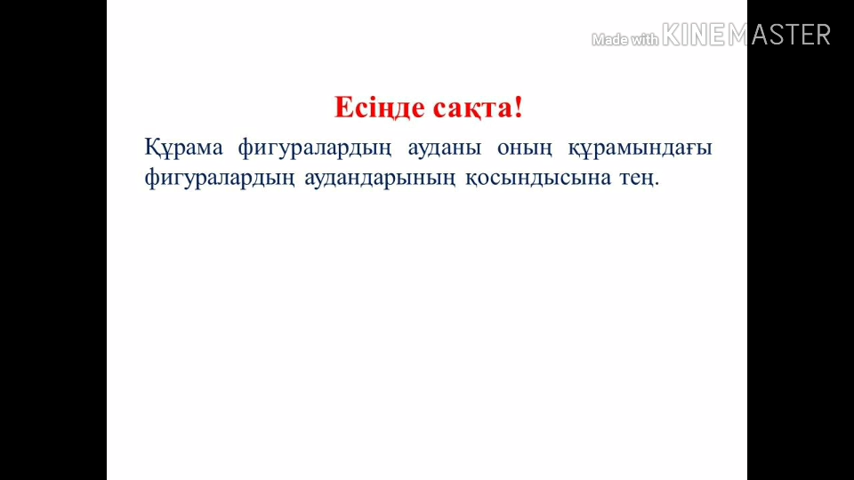 Made with KINEMASTER
Есіңде сақта!
Құрама фигуралардың ауданы оның құрамындағы
фигуралардың аудандарының қосындысына тең.